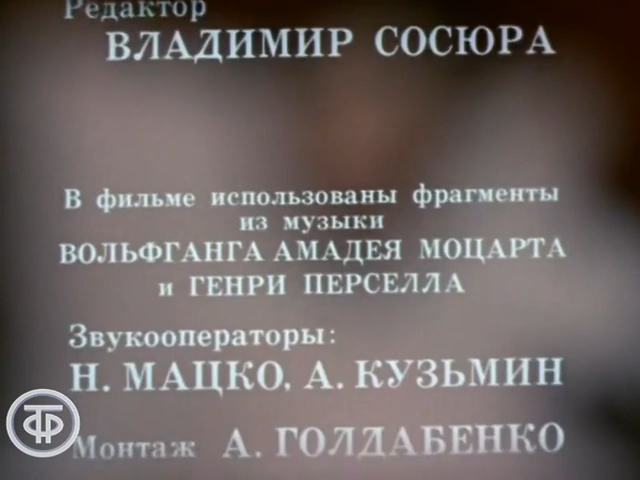 Редактор
ВЛАДИМИР СОСЮРА
В фильме использованы фрагменты
из музыки
ВОЛЬФГАНГА АМАДЕЯ МОЦАРТА
и ГЕНРИ ПЕРСЕЛЛА
Звукооператоры:
Н. МАЦКО, А. КУЗЬМИН
Монтаж А. ГОЛДАБЕНКО